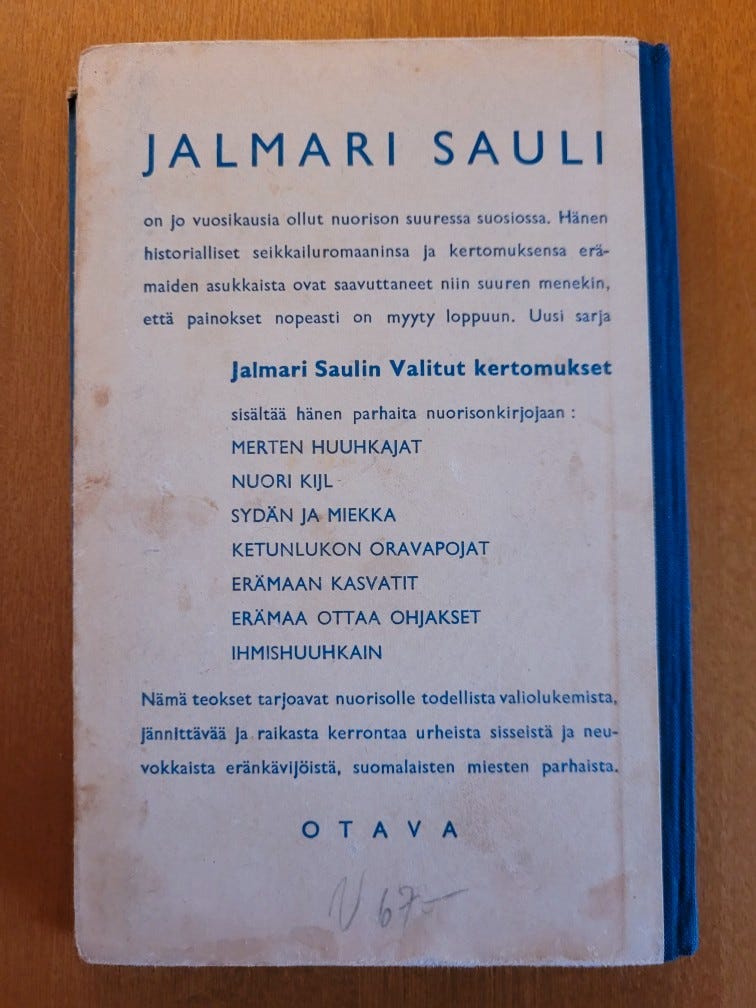 JALMARI SAULI
on jo vuosikausia ollut nuorison suuressa suosiossa. Hänen
historialliset seikkailuromaaninsa ja kertomuksensa erä-
maiden asukkaista ovat saavuttaneet niin suuren menekin,
että painokset nopeasti on myyty loppuun. Uusi sarja
Jalmari Saulin Valitut kertomukset
sisältää hänen parhaita nuorisonkirjojaan:
MERTEN HUUHKAJAT
NUORI KIJL
SYDÄN JA MIEKKA
KETUNLUKON ORAVAPOJAT
ERÄMAAN KASVATIT
ERÄMAA OTTAA OHJAKSET
IHMISHUUHKAIN
Nämä teokset tarjoavat nuorisolle todellista valiolukemista,
jännittävää ja raikasta kerrontaa urheista sisseistä ja neu-
vokkaista eränkävijöistä, suomalaisten miesten parhaista.
OTAVA
N 67-